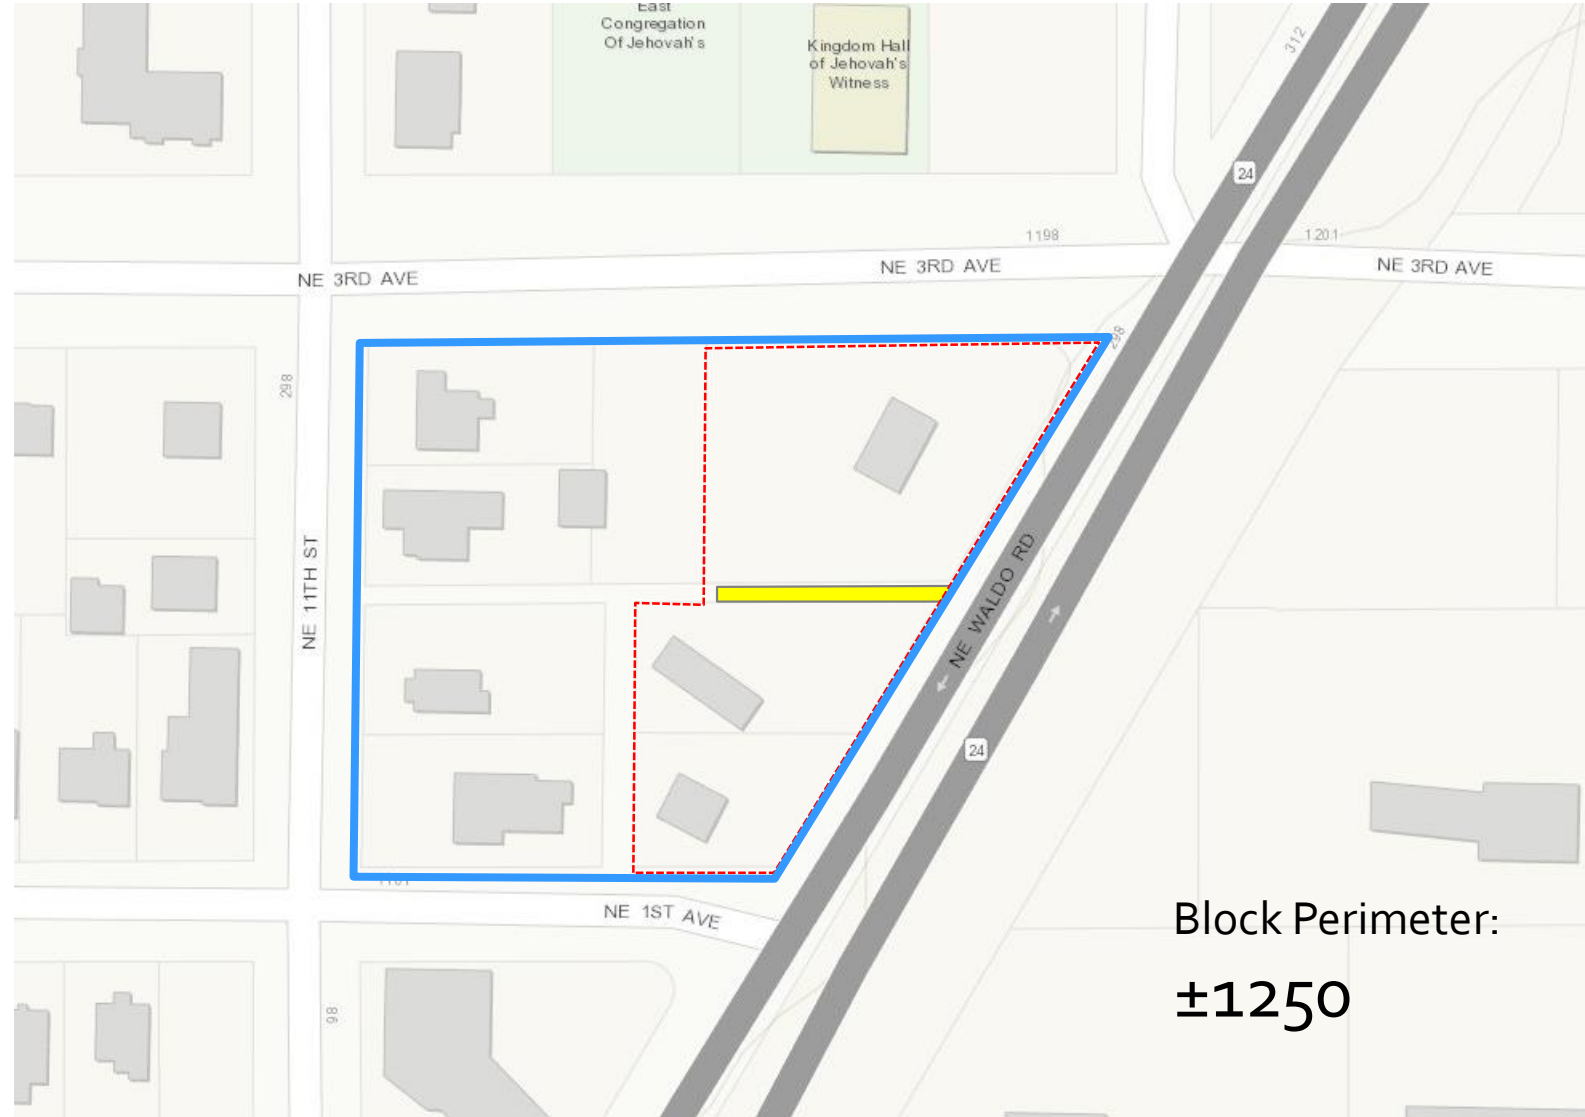 East
Congregation
Of Jehovah's
Kingdom Hall
of Jehovah's
Witness
312
24
1198
1201
NE 3RD AVE
NE 3RD AVE
NE 3RD AVE
298
298
NE 11TH ST
NE WALDO RD
24
NE 1ST AVE
98
Block Perimeter:
±1250